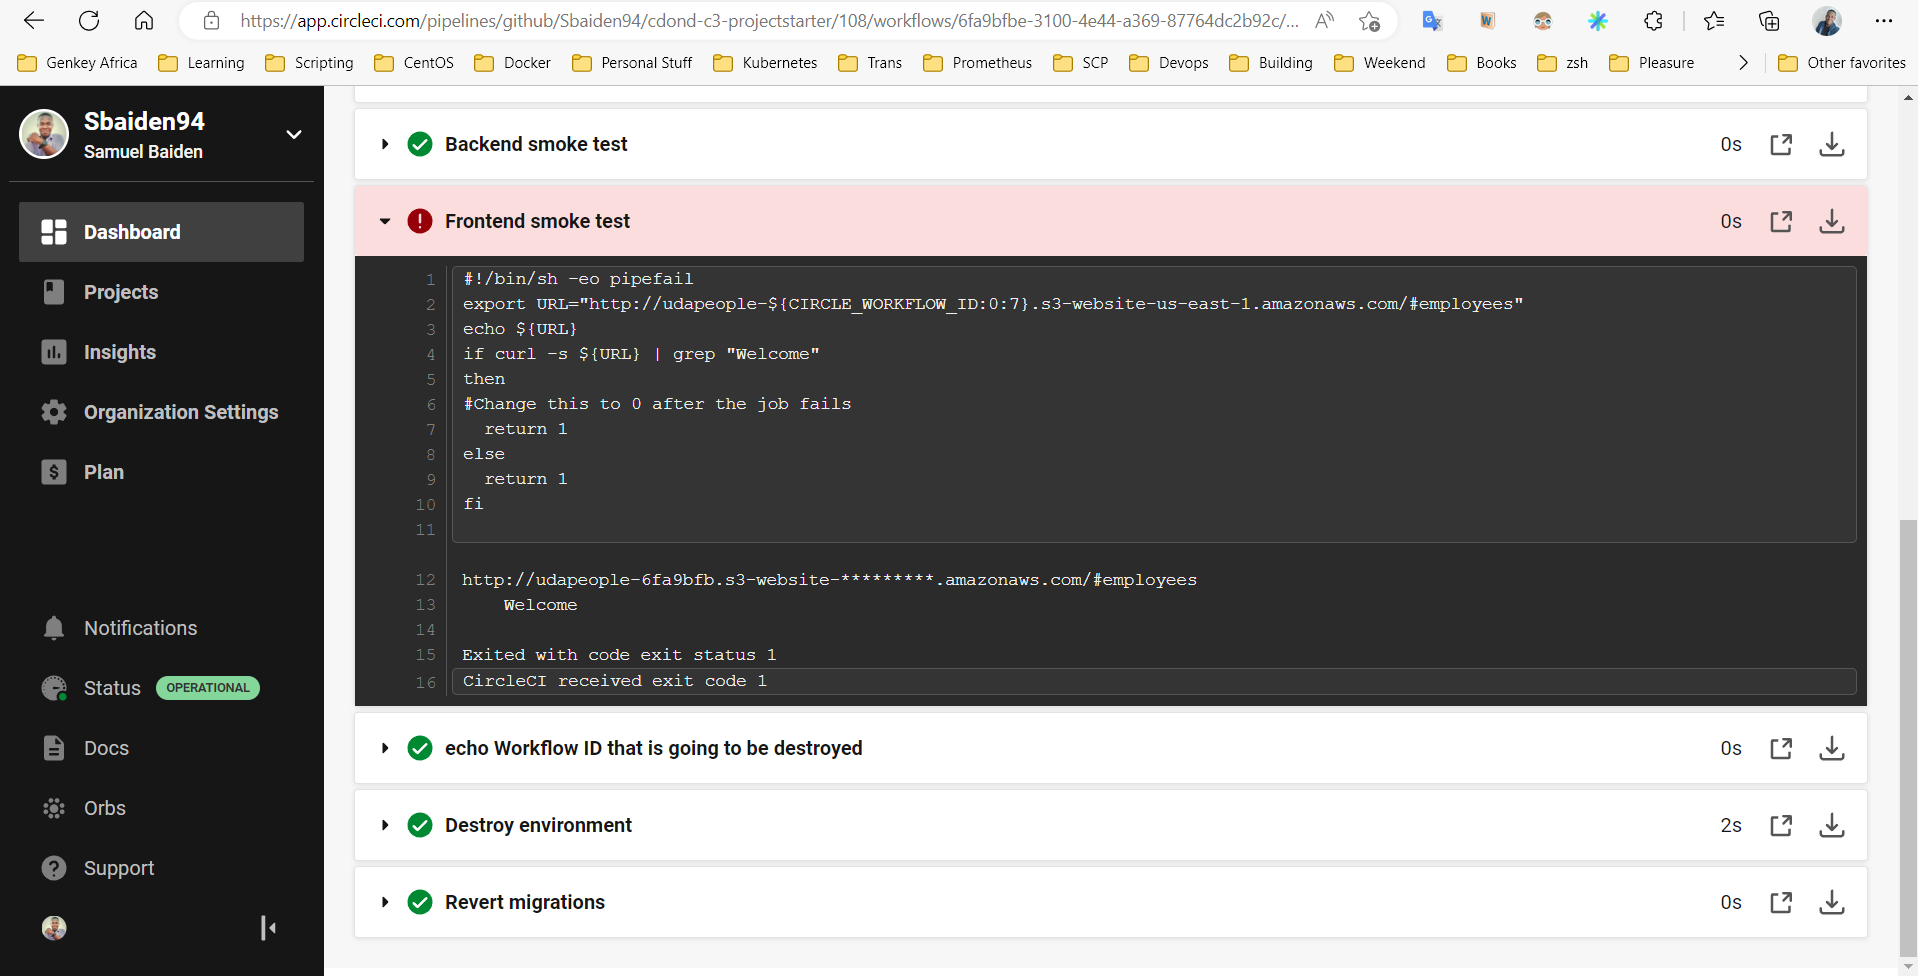 https://app.circleci.com/pipelines/github/Sbaiden94/cdond-c3-projectstarter/108/workflows/6fa9bfbe-3100-4e44-a369-87764dc2b92c/...
Genkey Africa Learning Scripting CentOS Docker Personal Stuff Kubernetes Trans Prometheus SCP Devops Building Weekend Books zsh Pleasure Other favorites
Sbaiden94
Samuel Baiden
Dashboard
Projects
Insights
Organization Settings
Plan
Notifications
Status OPERATIONAL
Docs
Orbs
Support
Backend smoke test 0s
Frontend smoke test 0s
1 #!/bin/sh -eo pipefail
2 export URL="http://udapeople-${CIRCLE_WORKFLOW_ID:0:7}.s3-website-us-east-1.amazonaws.com/#employees"
3 echo ${URL}
4 if curl -s ${URL} | grep "Welcome"
5 then
6 #Change this to 0 after the job fails
7 return 1
8 else
9 return 1
10 fi
11
12 http://udapeople-6fa9bfb.s3-website-*********.amazonaws.com/#employees
13 Welcome
14
15 Exited with code exit status 1
16 CircleCI received exit code 1
echo Workflow ID that is going to be destroyed 0s
Destroy environment 2s
Revert migrations 0s